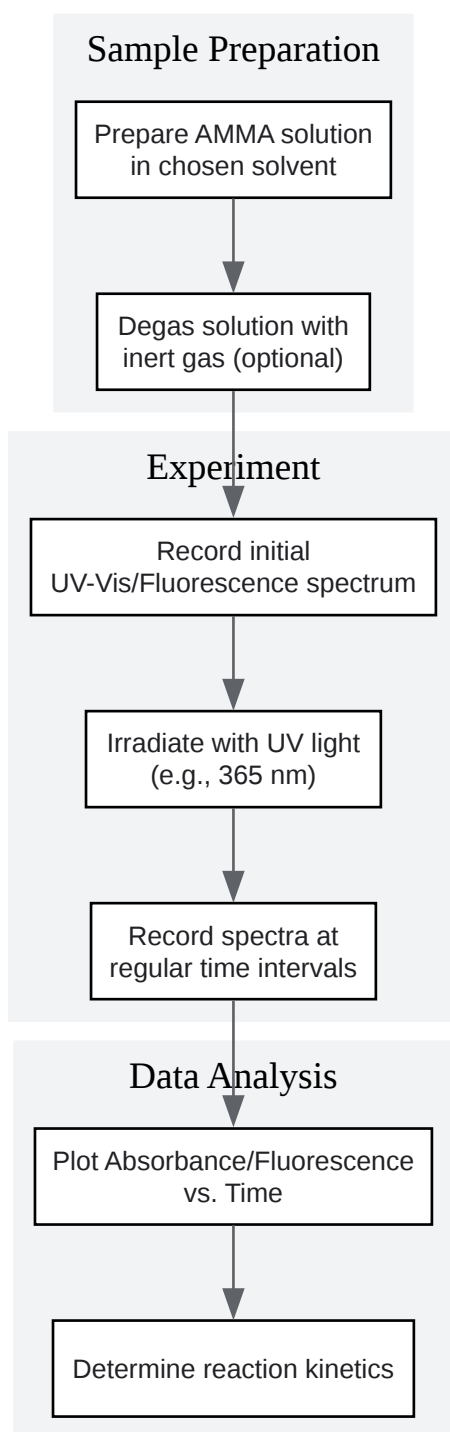 Sample Preparation
Prepare AMMA solution
in chosen solvent
Degas solution with
inert gas (optional)
Experiment
Record initial
UV-Vis/Fluorescence spectrum
Irradiate with UV light
(e.g., 365 nm)
Record spectra at
regular time intervals
Data Analysis
Plot Absorbance/Fluorescence
vs. Time
Determine reaction kinetics